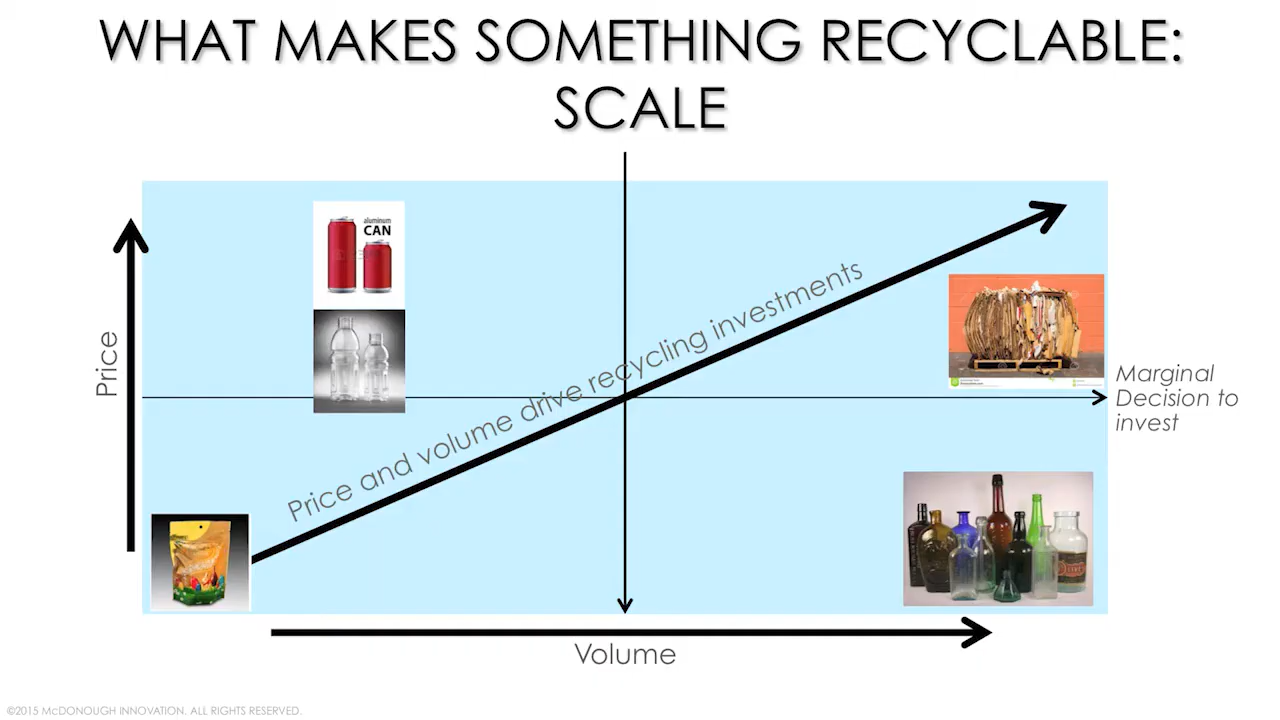 WHAT MAKES SOMETHING RECYCLABLE:
SCALE
aluminum
CAN
Price
Price and volume drive recycling investments
Marginal
Decision to
invest
Volume
©2015 McDONOUGH INNOVATION. ALL RIGHTS RESERVED.